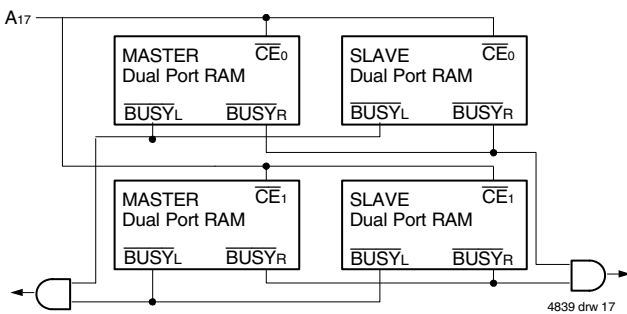 A17
MASTER
Dual Port RAM
CE0
BUSYL
BUSYR
SLAVE
Dual Port RAM
CE0
BUSYL
BUSYR
MASTER
Dual Port RAM
CE1
BUSYL
BUSYR
SLAVE
Dual Port RAM
CE1
BUSYL
BUSYR
4839 drw 17